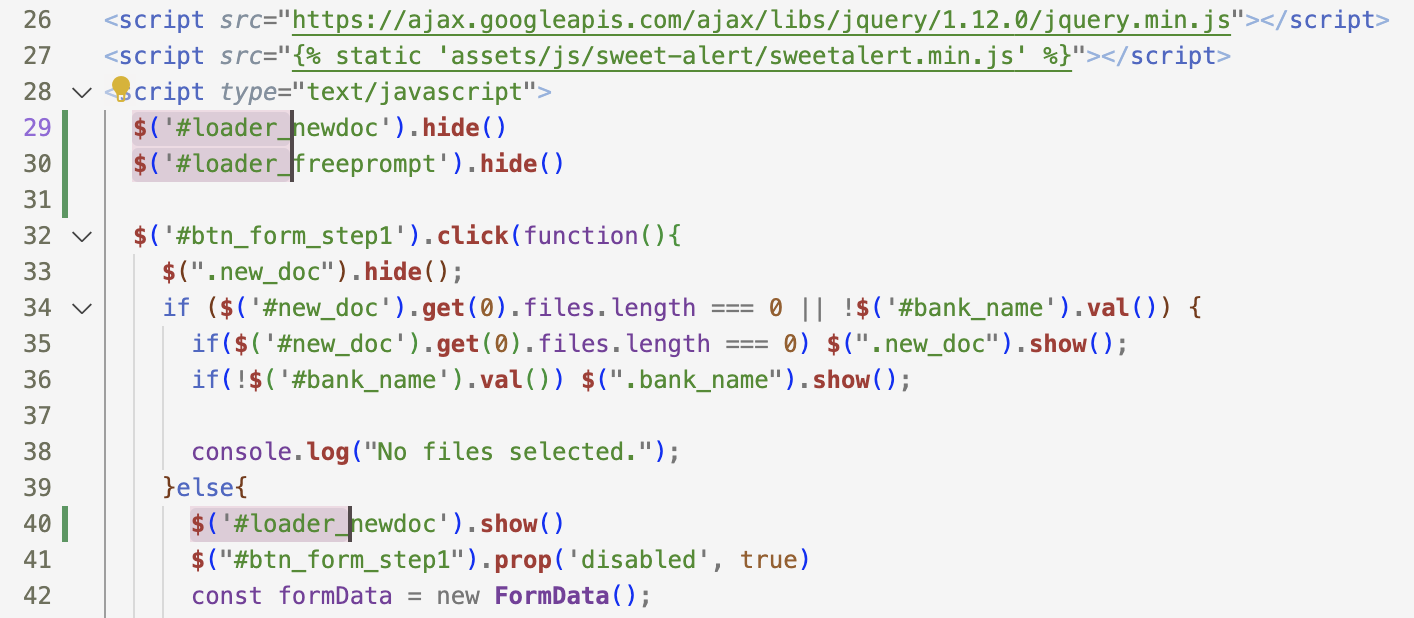 26 <script src="https://ajax.googleapis.com/ajax/libs/jquery/1.12.0/jquery.min.js"></script>
27 <script src="{% static 'assets/js/sweet-alert/sweetalert.min.js' %}"></script>
28 <script type="text/javascript">
29 $('#loader_newdoc').hide()
30 $('#loader_freeprompt').hide()
31
32 $('#btn_form_step1').click(function(){
33 $(".new_doc").hide();
34 if ($('#new_doc').get(0).files.length === 0 || !$('#bank_name').val()) {
35 if($('#new_doc').get(0).files.length === 0) $(".new_doc").show();
36 if(!$('#bank_name').val()) $(".bank_name").show();
37
38 console.log("No files selected.");
39 }else{
40 $('#loader_newdoc').show()
41 $("#btn_form_step1").prop('disabled', true)
42 const formData = new FormData();